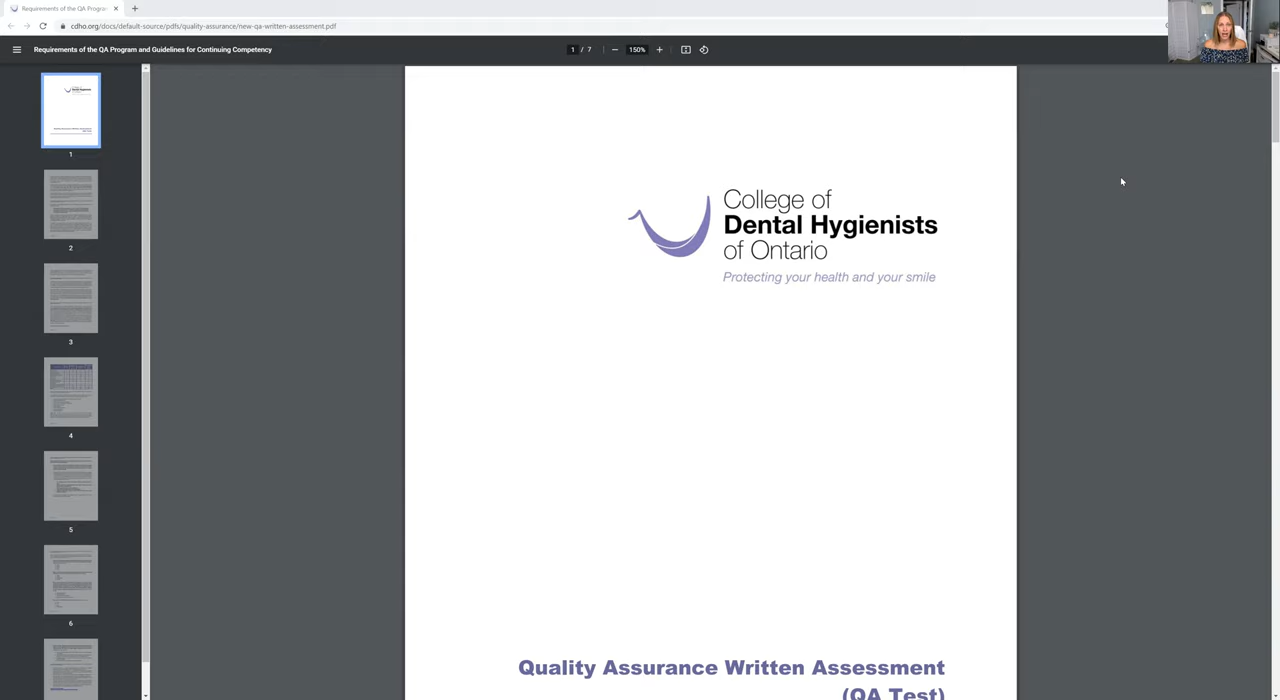 Requirements of the QA Progra
cdho.org/docs/default-source/pdfs/quality-assurance/new-qa-written-assessment.pdf
Requirements of the QA Program and Guidelines for Continuing Competency
1 / 7
150%
1
2
3
4
5
6
College of
Dental Hygienists
of Ontario
Protecting your health and your smile
Quality Assurance Written Assessment
(QA Test)